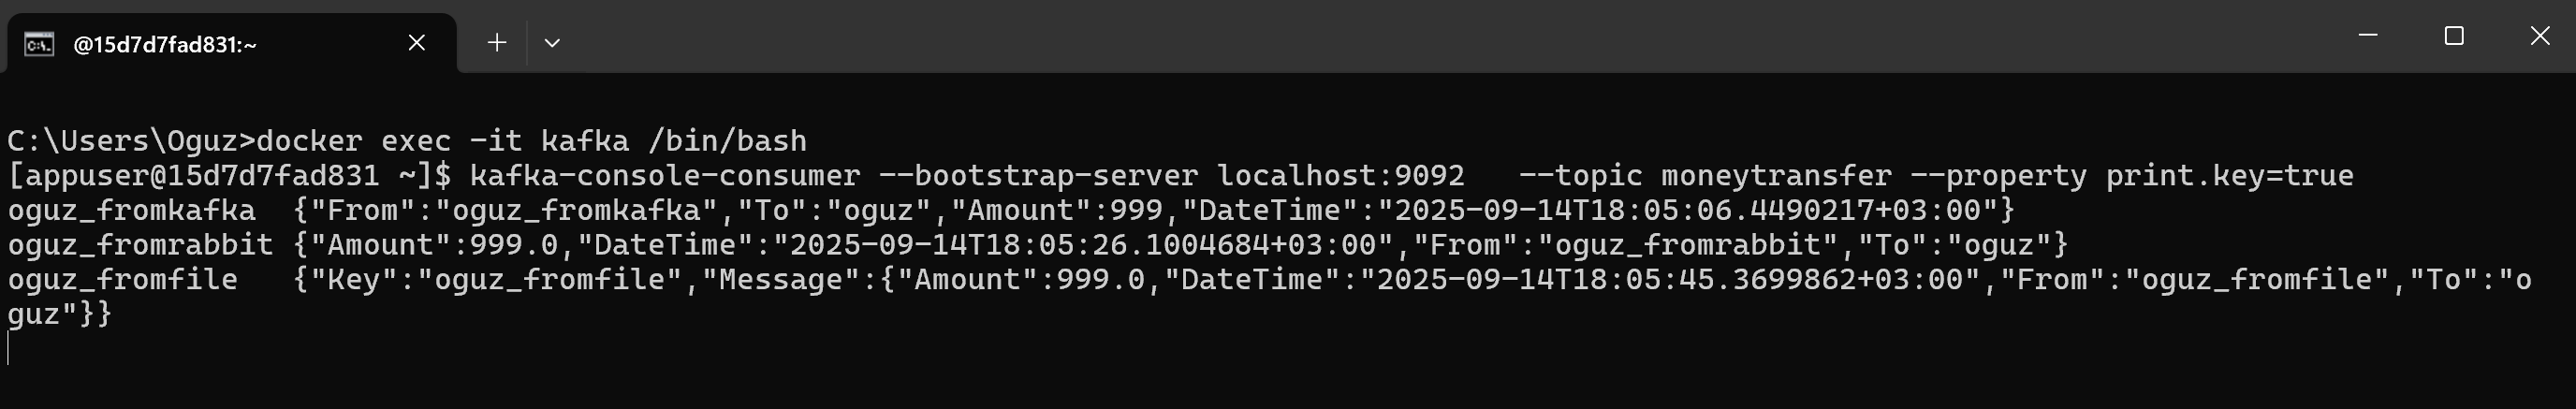 @15d7d7fad831:~
C:\Users\Oguz>docker exec -it kafka /bin/bash
[appuser@15d7d7fad831 ~]$ kafka-console-consumer --bootstrap-server localhost:9092   --topic moneytransfer --property print.key=true
oguz_fromkafka  {"From":"oguz_fromkafka","To":"oguz","Amount":999,"DateTime":"2025-09-14T18:05:06.4490217+03:00"}
oguz_fromrabbit {"Amount":999.0,"DateTime":"2025-09-14T18:05:26.1004684+03:00","From":"oguz_fromrabbit","To":"oguz"}
oguz_fromfile   {"Key":"oguz_fromfile","Message":{"Amount":999.0,"DateTime":"2025-09-14T18:05:45.3699862+03:00","From":"oguz_fromfile","To":"o
guz"}}